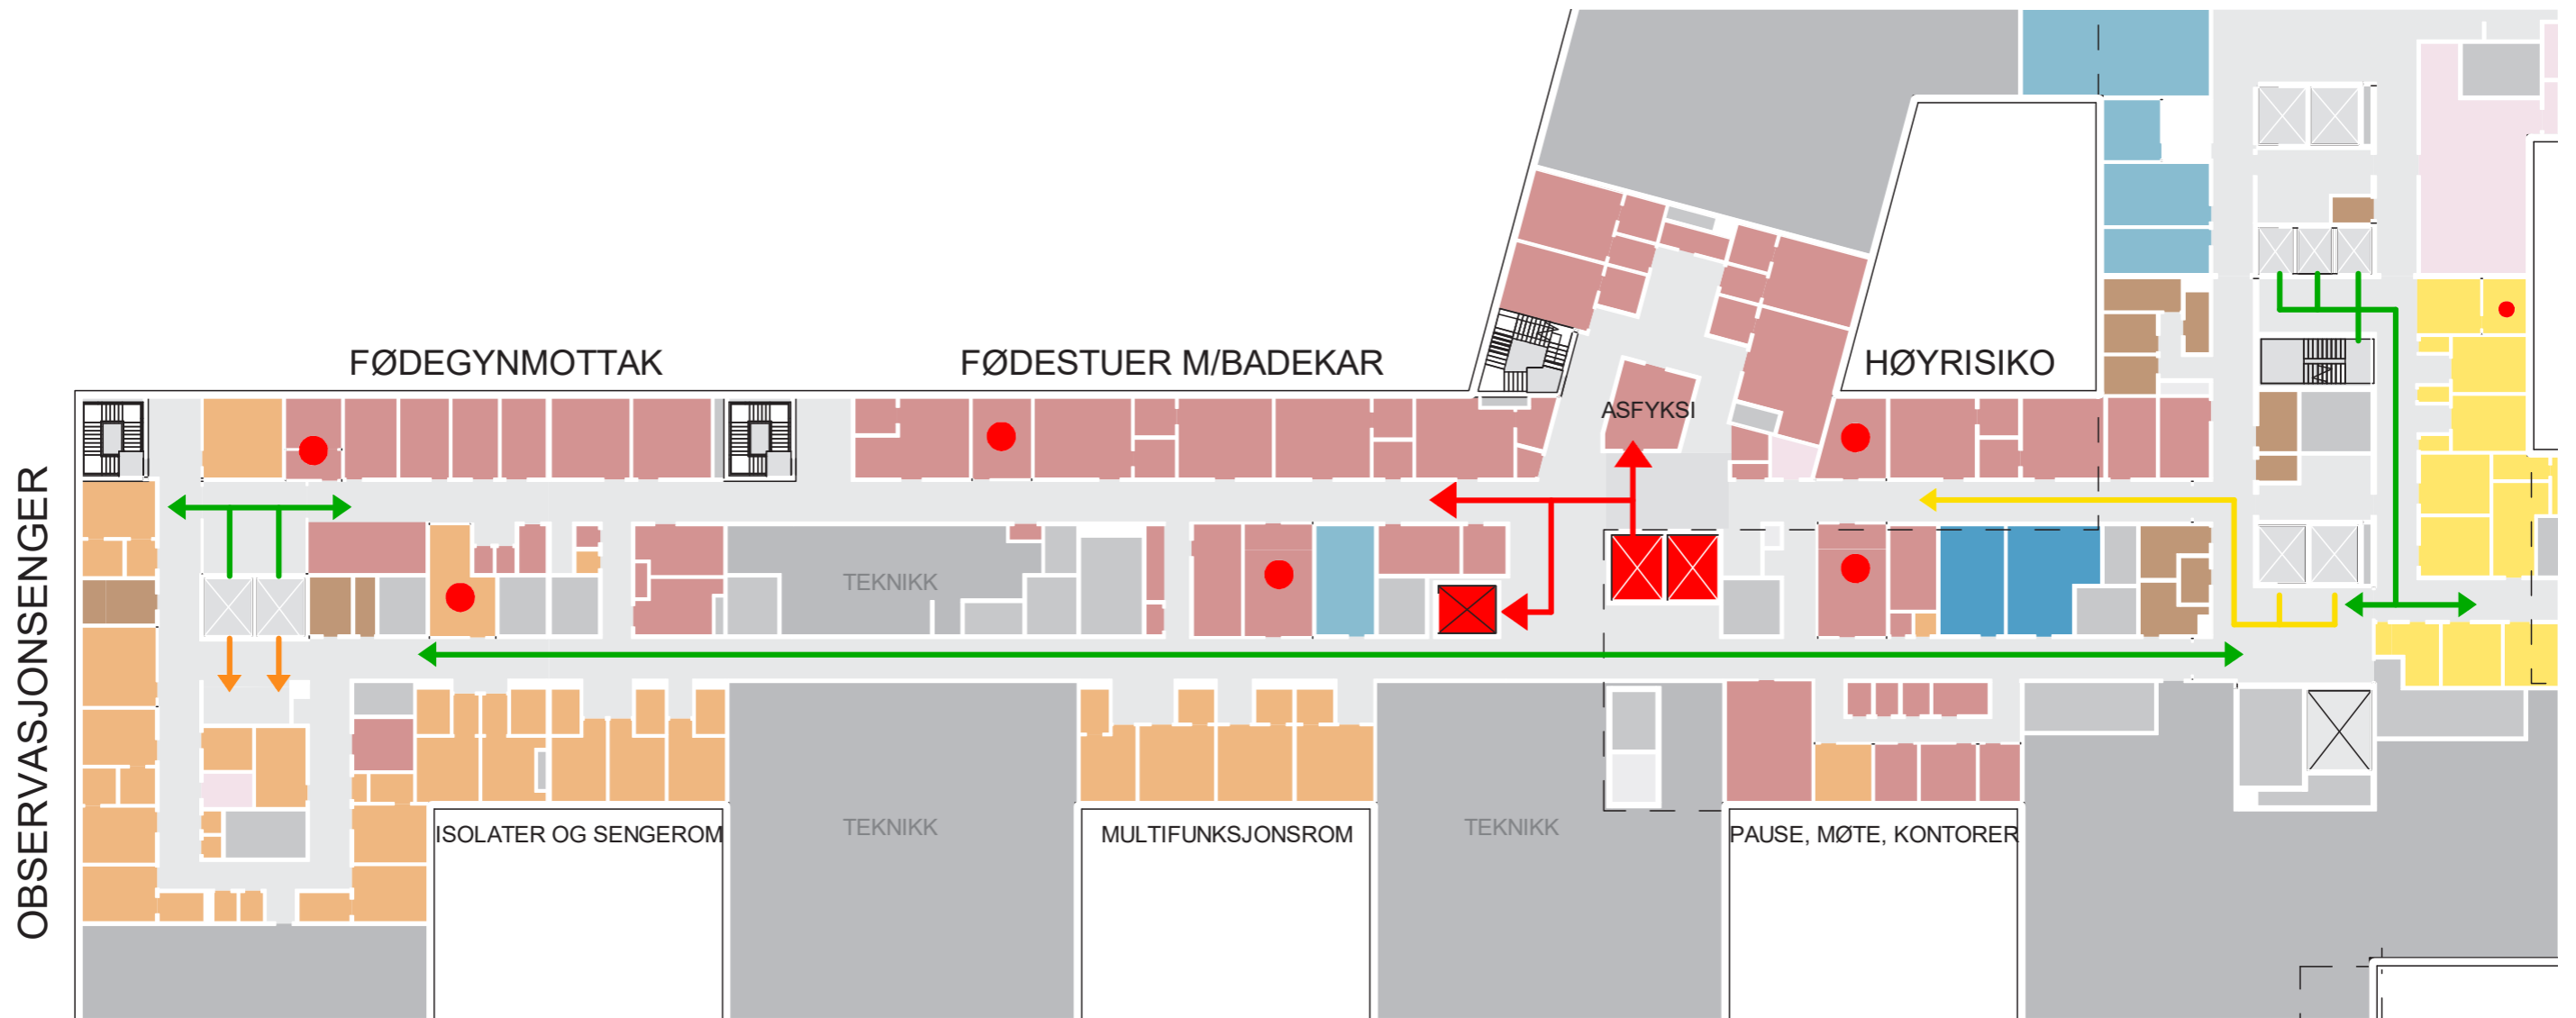 FØDEGYNMOTTAK
FØDESTUER M/BADEKAR
HØYRISIKO
ASFYKSI
OBSERVASJONSENGER
TEKNIKK
ISOLATER OG SENGEROM
TEKNIKK
MULTIFUNKSJONSROM
TEKNIKK
PAUSE, MØTE, KONTORER